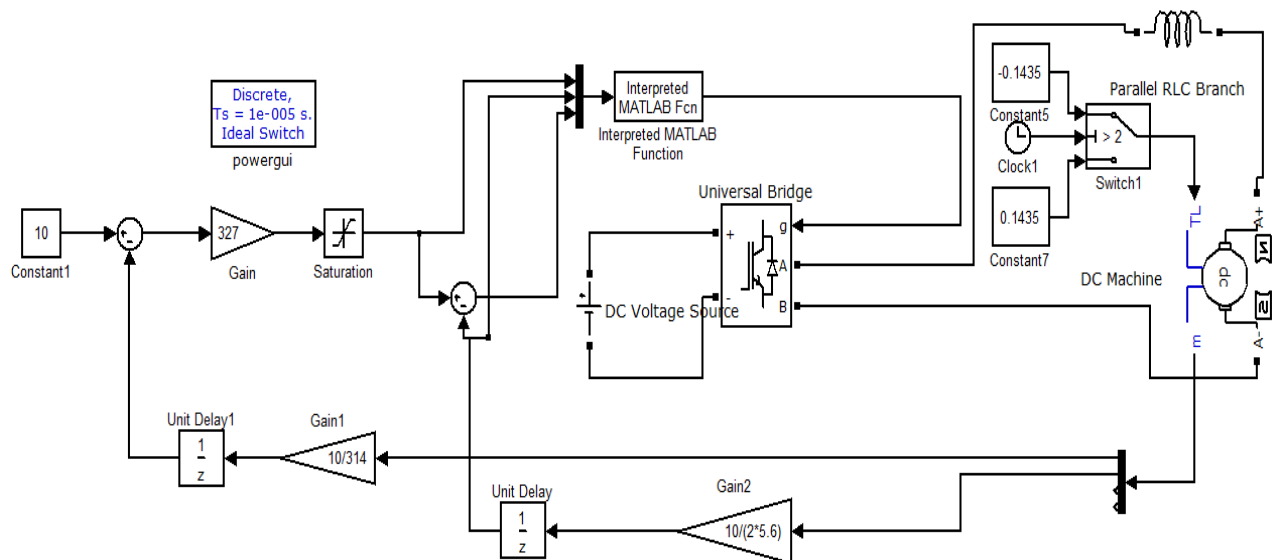 Discrete,
Ts = 1e-005 s.
Ideal Switch
powergui
Interpreted
MATLAB Fcn
Interpreted MATLAB
Function
-0.1435
Constant5
Parallel RLC Branch
Clock1
> 2
Switch1
0.1435
Constant7
10
Constant1
327
Gain
Saturation
Universal Bridge
g
+
A
-
B
DC Voltage Source
+
TL
A+
DC Machine
dc
N
S
m
A-
Unit Delay1
1
z
Gain1
10/314
Unit Delay
1
z
Gain2
10/(2*5.6)